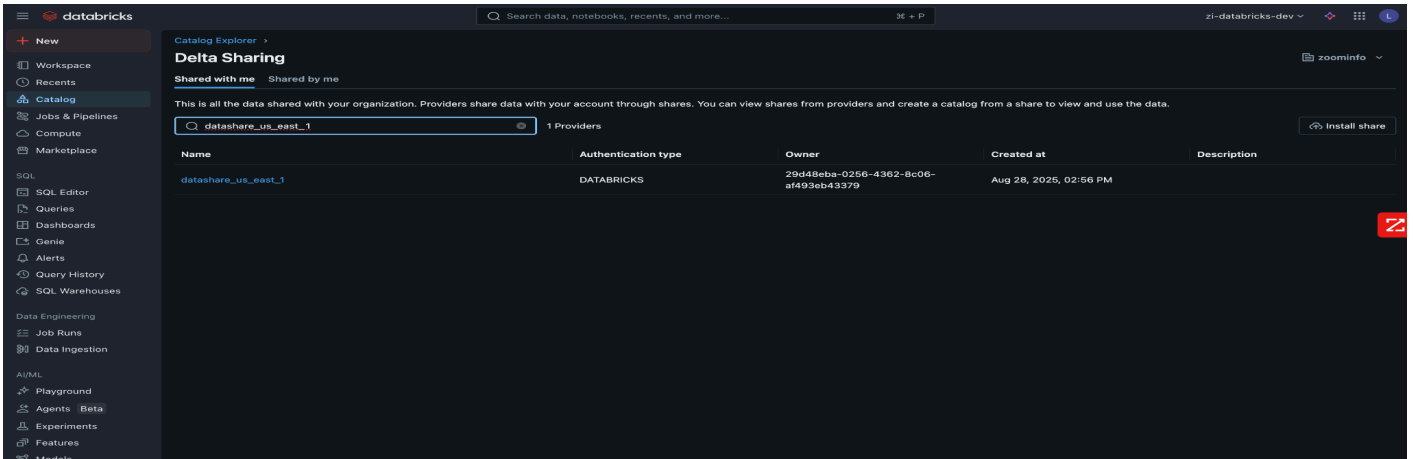 databricks
Search data, notebooks, recents, and more...
⌘ + P
zi-databricks-dev
L
New
Workspace
Recents
Catalog
Jobs & Pipelines
Compute
Marketplace
SQL
SQL Editor
Queries
Dashboards
Genie
Alerts
Query History
SQL Warehouses
Data Engineering
Job Runs
Data Ingestion
AI/ML
Playground
Agents Beta
Experiments
Features
Models
Catalog Explorer >
Delta Sharing
zoominfo
Shared with me Shared by me
This is all the data shared with your organization. Providers share data with your account through shares. You can view shares from providers and create a catalog from a share to view and use the data.
datashare_us_east_1
1 Providers
Install share
Name Authentication type Owner Created at Description
datashare_us_east_1 DATABRICKS 29d48eba-0256-4362-8c06-
af493eb43379 Aug 28, 2025, 02:56 PM